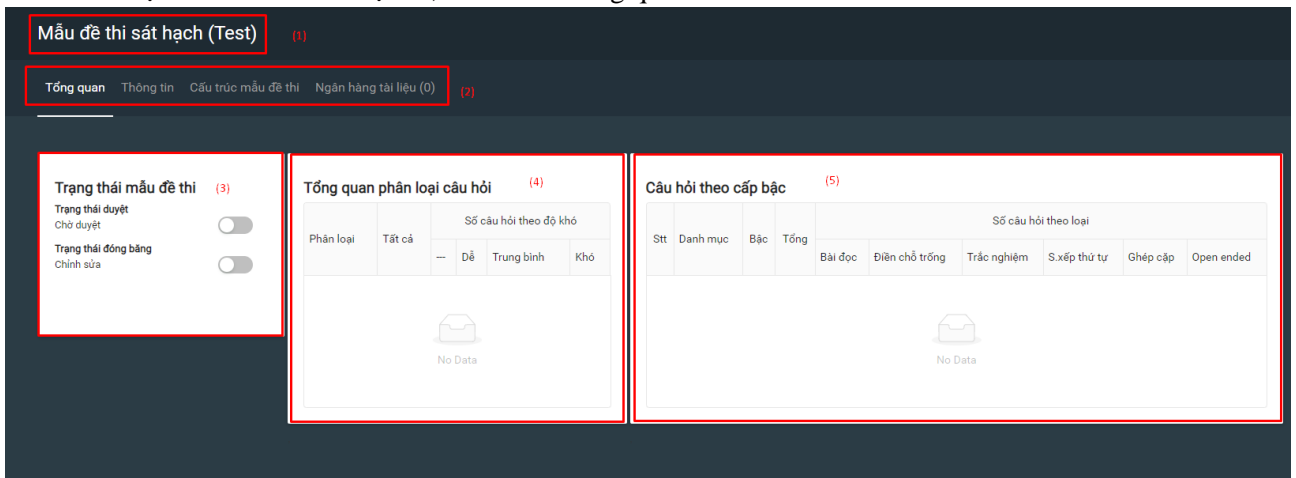 Mẫu đề thi sát hạch (Test) (1)
Tổng quan Thông tin Cấu trúc mẫu đề thi Ngân hàng tài liệu (0) (2)
Trạng thái mẫu đề thi (3)
Trạng thái duyệt
Chờ duyệt
Trạng thái đóng băng
Chỉnh sửa
Tổng quan phân loại câu hỏi (4)
Phân loại Tất cả Số câu hỏi theo độ khó
--- Dễ Trung bình Khó
No Data
Câu hỏi theo cấp bậc (5)
Stt Danh mục Bậc Tổng Số câu hỏi theo loại
Bài đọc Điền chỗ trống Trắc nghiệm S.xếp thứ tự Ghép cặp Open ended
No Data